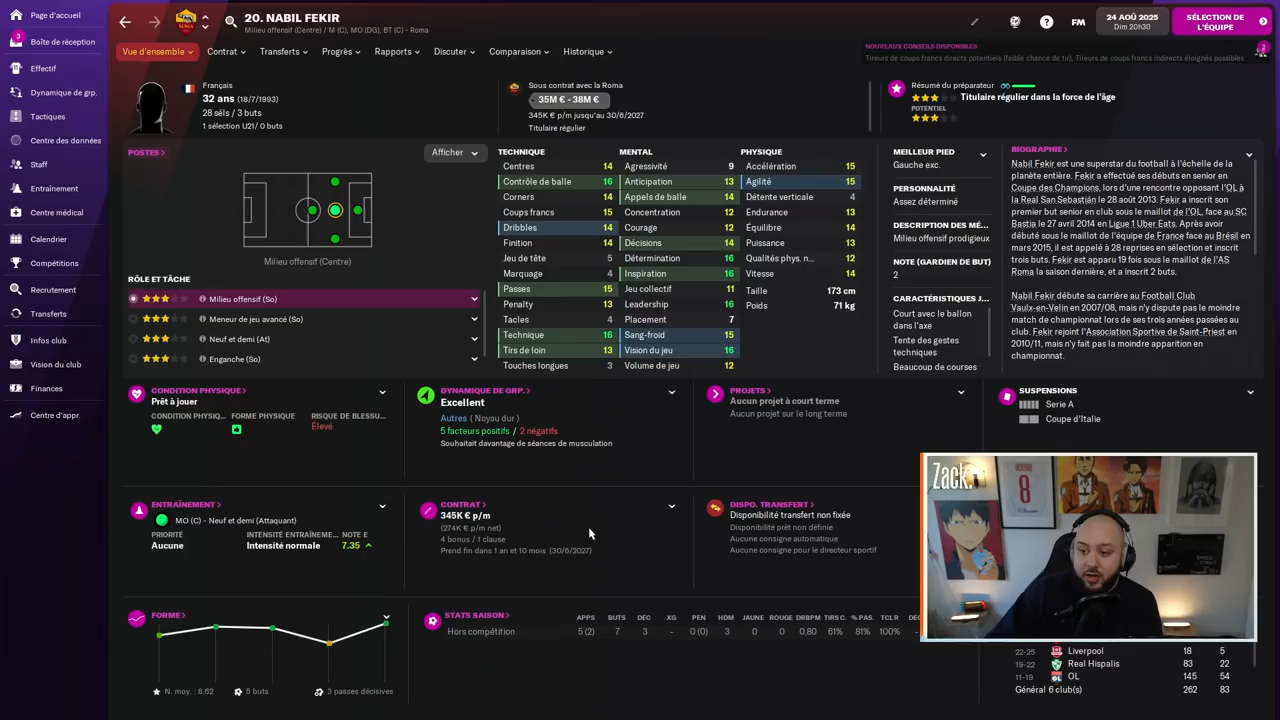 Page d'accueil
3
Boîte de réception
Effectif
Dynamique de grp.
Tactiques
Centre des données
Staff
Entraînement
Centre médical
Calendrier
Compétitions
Recrutement
Transferts
Infos club
Vision du club
Finances
Centre d'appr.
20. NABIL FEKIR
Milieu offensif (Centre) / M (C), MO (DG), BT (C) - Roma
FM
24 AOÛ 2025
Dim 20h30
SÉLECTION DE L'ÉQUIPE
Vue d'ensemble
Contrat
Transferts
Progrès
Rapports
Discuter
Comparaison
Historique
NOUVEAUX CONSEILS DISPONIBLES
Tireurs de coups francs directs potentiels (faible chance de tir), Tireurs de coups francs indirects éloignés possibles
2
Français
32 ans (18/7/1993)
28 séls / 3 buts
1 sélection U21/ 0 buts
Sous contrat avec la Roma
35M € - 38M €
345K € p/m jusqu'au 30/6/2027
Titulaire régulier
Résumé du préparateur
Titulaire régulier dans la force de l'âge
POTENTIEL
POSTES
Afficher
Milieu offensif (Centre)
RÔLE ET TÂCHE
Milieu offensif (So)
Meneur de jeu avancé (So)
Neuf et demi (At)
Enganche (So)
TECHNIQUE
Centres 14
Contrôle de balle 16
Corners 14
Coups francs 15
Dribbles 14
Finition 14
Jeu de tête 5
Marquage 4
Passes 15
Penalty 13
Tacles 4
Technique 16
Tirs de loin 13
Touches longues 3
MENTAL
Agressivité 9
Anticipation 13
Appels de balle 14
Concentration 12
Courage 12
Décisions 14
Détermination 16
Inspiration 16
Jeu collectif 11
Leadership 16
Placement 7
Sang-froid 15
Vision du jeu 16
Volume de jeu 12
PHYSIQUE
Accélération 15
Agilité 15
Détente verticale 4
Endurance 13
Équilibre 14
Puissance 13
Qualités phys. n... 12
Vitesse 14
Taille 173 cm
Poids 71 kg
MEILLEUR PIED
Gauche exc.
PERSONNALITÉ
Assez déterminé
DESCRIPTION DES MÉ...
Milieu offensif prodigieux
NOTE (GARDIEN DE BUT)
2
CARACTÉRISTIQUES J...
Court avec le ballon
dans l'axe
Tente des gestes
techniques
Beaucoup de courses
BIOGRAPHIE
Nabil Fekir est une superstar du football à l'échelle de la
planète entière. Fekir a effectué ses débuts en senior en
Coupe des Champions, lors d'une rencontre opposant l'OL à
la Real San Sebastián le 28 août 2013. Fekir a inscrit son
premier but senior en club sous le maillot de l'OL, face au SC
Bastia le 27 avril 2014 en Ligue 1 Uber Eats. Après avoir
débuté sous le maillot de l'équipe de France face au Brésil en
mars 2015, il est appelé à 28 reprises en sélection et inscrit
trois buts. Fekir est apparu 19 fois sous le maillot de l'AS
Roma la saison dernière, et a inscrit 2 buts.
Nabil Fekir débute sa carrière au Football Club
Vaulx-en-Velin en 2007/08, mais n'y dispute pas le moindre
match de championnat lors de ses trois années passées au
club. Fekir rejoint l'Association Sportive de Saint-Priest en
2010/11, mais n'y fait pas la moindre apparition en
championnat.
CONDITION PHYSIQUE
Prêt à jouer
CONDITION PHYSIQ... FORME PHYSIQUE RISQUE DE BLESSU...
Élevé
DYNAMIQUE DE GRP.
Excellent
Autres ( Noyau dur )
5 facteurs positifs / 2 négatifs
Souhaitait davantage de séances de musculation
PROJETS
Aucun projet à court terme
Aucun projet sur le long terme
SUSPENSIONS
Serie A
Coupe d'Italie
ENTRAÎNEMENT
MO (C) - Neuf et demi (Attaquant)
PRIORITÉ INTENSITÉ ENTRAÎNEME... NOTE E
Aucune Intensité normale 7.35
CONTRAT
345K € p/m
(274K € p/m net)
4 bonus / 1 clause
Prend fin dans 1 an et 10 mois (30/6/2027)
DISPO. TRANSFERT
Disponibilité transfert non fixée
Disponibilité prêt non définie
Aucune consigne automatique
Aucune consigne pour le directeur sportif
Zack.
8
FORME
N. moy. : 8,62 5 buts 3 passes décisives
STATS SAISON
APPS BUTS DÉC XG PEN HDM JAUNE ROUGE DRBPM TIRS C. % PAS. TCLR
Hors compétition 5 (2) 7 3 - 0 (0) 3 0 0 0,80 61% 81% 100%
22-25 Liverpool 18 5
19-22 Real Hispalis 83 22
11-19 OL 145 54
Général 6 club(s) 262 83